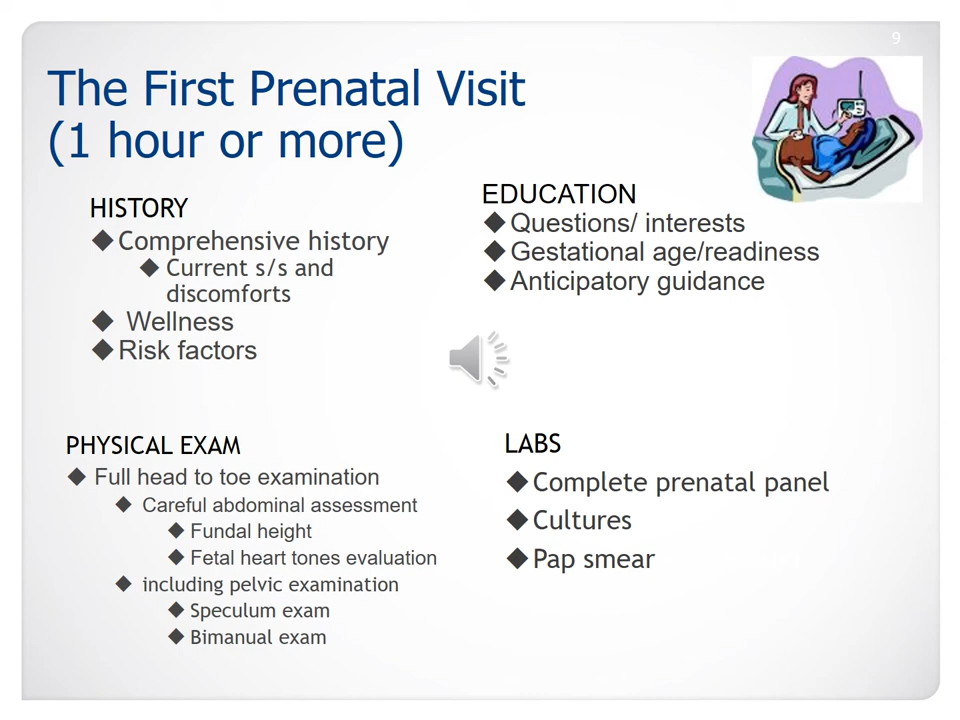 9
The First Prenatal Visit
(1 hour or more)
HISTORY
◆Comprehensive history
◆ Current s/s and
discomforts
◆ Wellness
◆Risk factors
EDUCATION
◆Questions/ interests
◆Gestational age/readiness
◆Anticipatory guidance
PHYSICAL EXAM
◆ Full head to toe examination
◆ Careful abdominal assessment
◆ Fundal height
◆ Fetal heart tones evaluation
◆ including pelvic examination
◆ Speculum exam
◆ Bimanual exam
LABS
◆Complete prenatal panel
◆Cultures
◆Pap smear